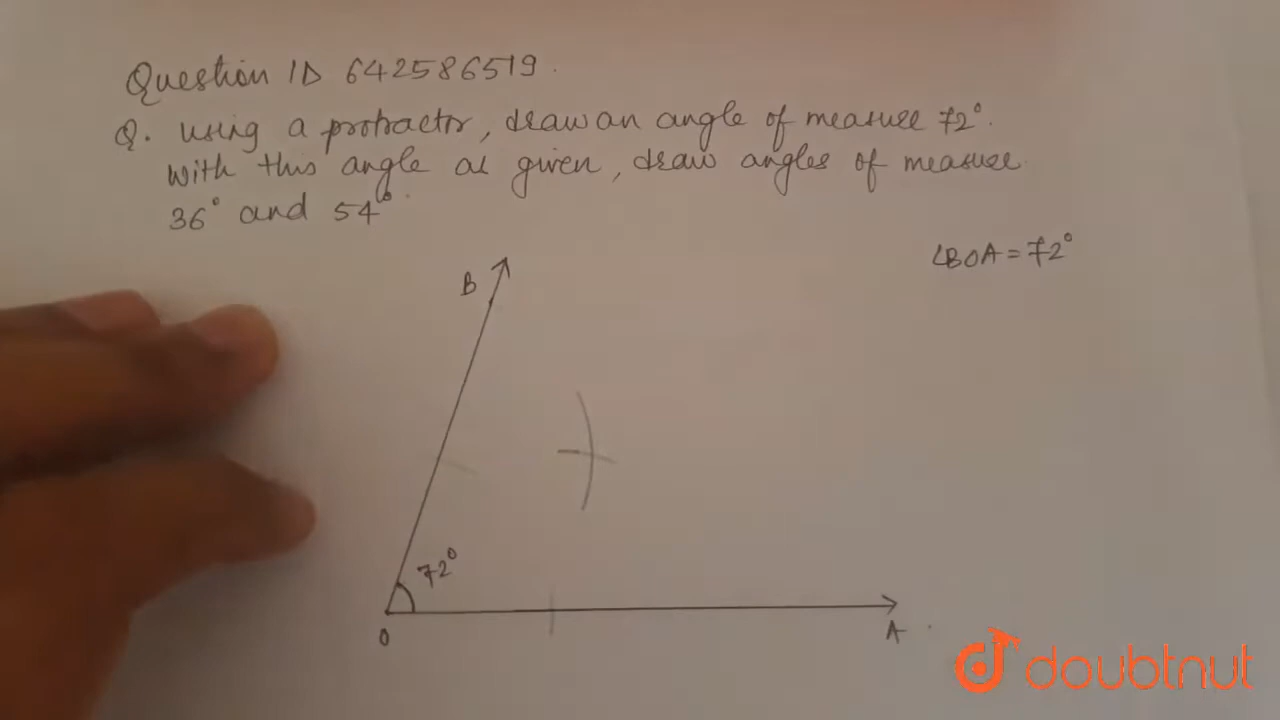 Question ID 642586519.
Q. using a protractor, draw an angle of measure 72°.
With this angle as given, draw angles of measure
36° and 54°.
∠BOA = 72°
B
72°
O
A
doubtnut